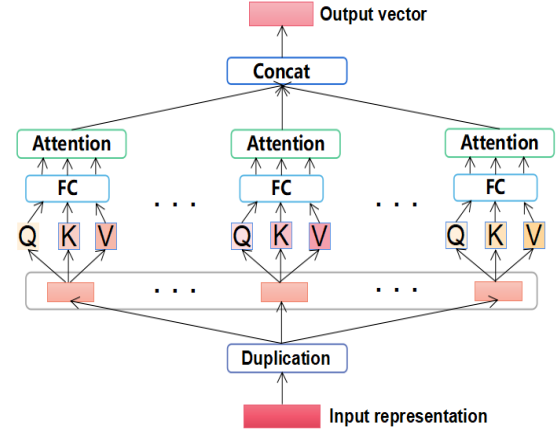 Output vector
Concat
Attention Attention Attention
FC . . . FC . . . FC
Q K V Q K V Q K V
. . . . . .
Duplication
Input representation